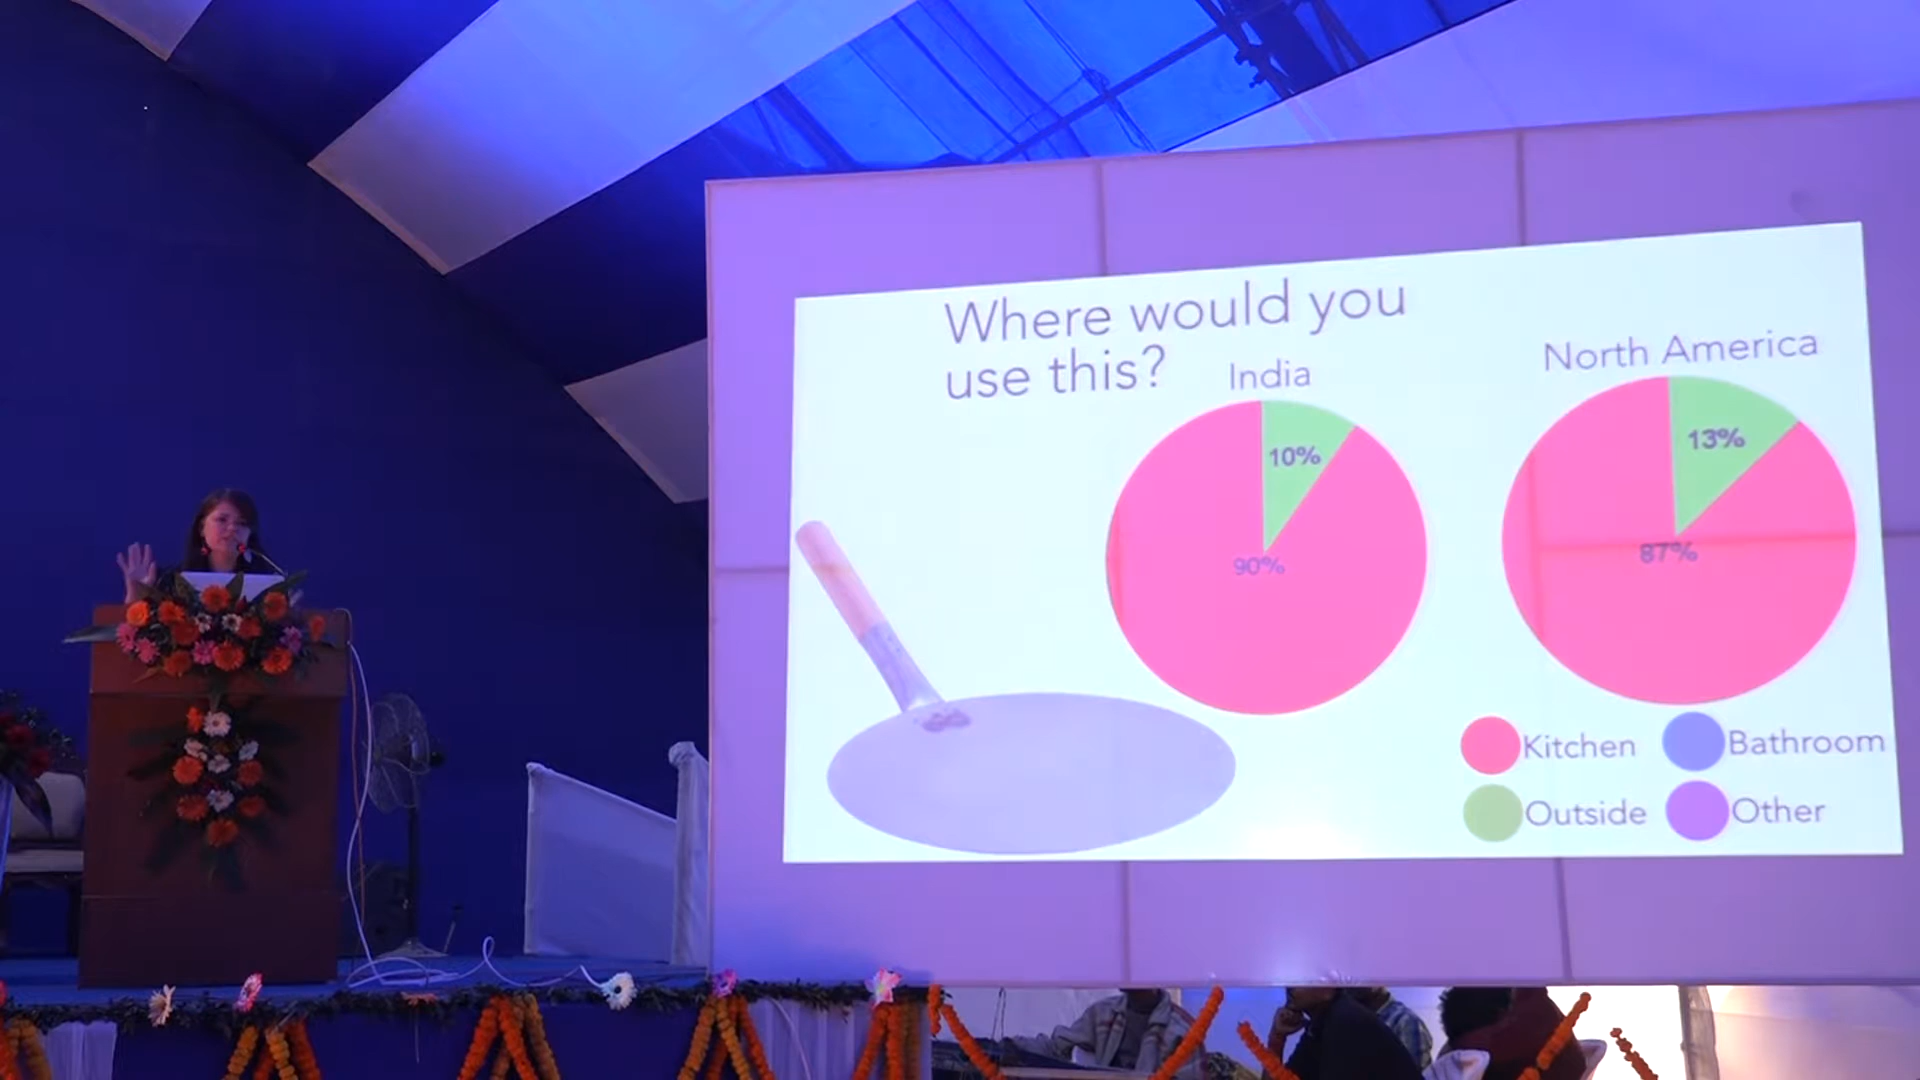 Where would you
use this?
India
North America
10%
90%
13%
87%
Kitchen
Bathroom
Outside
Other